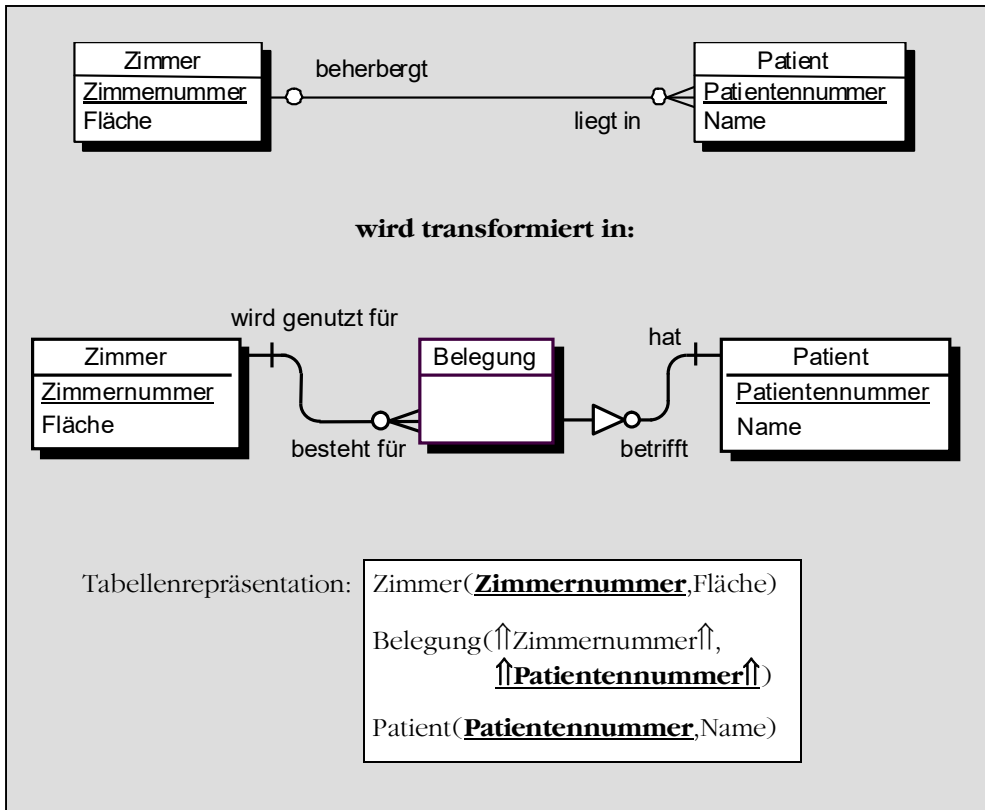 Zimmer
Zimmernummer
Fläche
beherbergt
liegt in
Patient
Patientennummer
Name
wird transformiert in:
Zimmer
Zimmernummer
Fläche
wird genutzt für
besteht für
Belegung
hat
betrifft
Patient
Patientennummer
Name
Tabellenrepräsentation:
Zimmer(Zimmernummer,Fläche)
Belegung(⇑Zimmernummer⇑,
⇑Patientennummer⇑)
Patient(Patientennummer,Name)